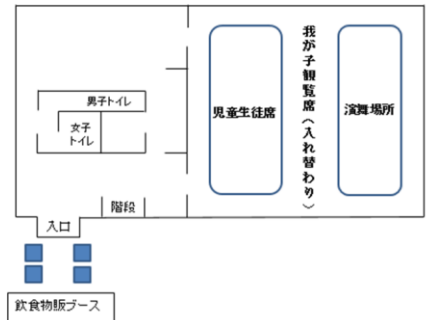 男子トイレ
女子
トイレ
階段
入口
飲食物販ブース
児童生徒席
我が子観覧席（入れ替わり）
演舞場所